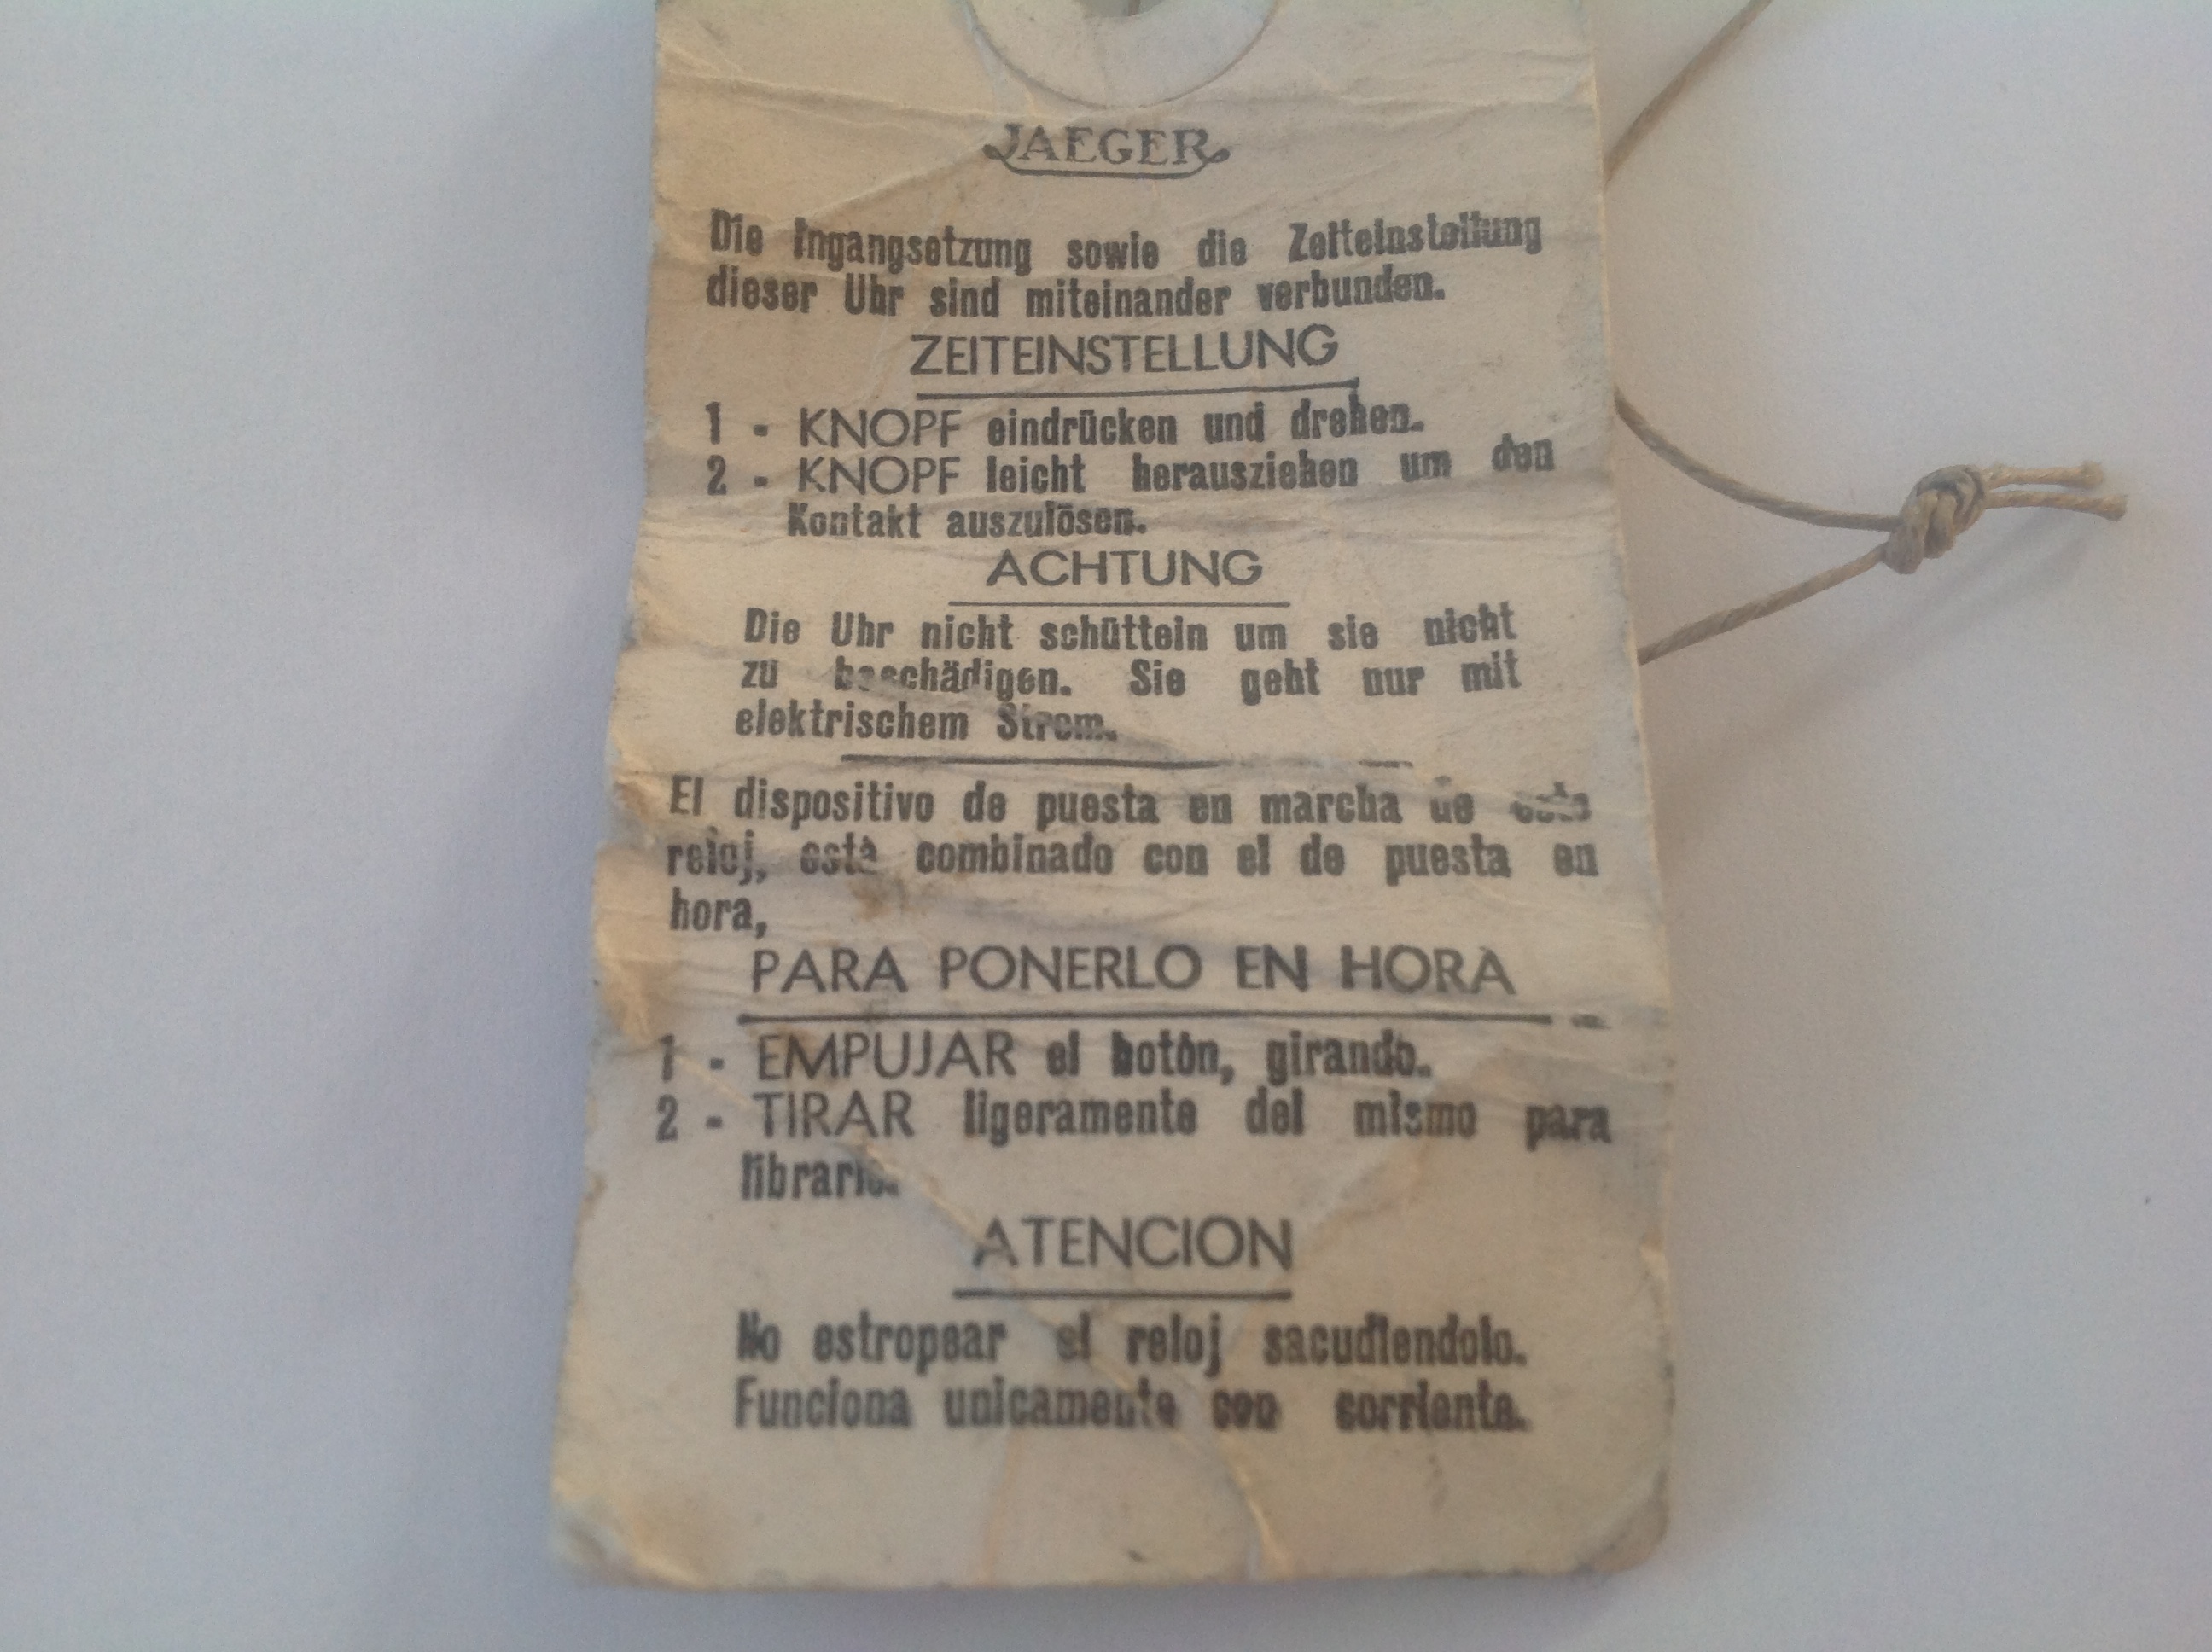 JAEGER
Die Ingangsetzung sowie die Zeiteinstellung
dieser Uhr sind miteinander verbunden.
ZEITEINSTELLUNG
1 - KNOPF eindrücken und drehen.
2 - KNOPF leicht herausziehen um den
Kontakt auszulösen.
ACHTUNG
Die Uhr nicht schütteln um sie nicht
zu beschädigen. Sie geht nur mit
elektrischem Strom.
El dispositivo de puesta en marcha de este
reloj, està combinado con el de puesta en
hora,
PARA PONERLO EN HORA
1 - EMPUJAR el botòn, girando.
2 - TIRAR ligeramente del mismo para
librarlo.
ATENCION
No estropear el reloj sacudiendolo.
Funciona unicamente con corriente.